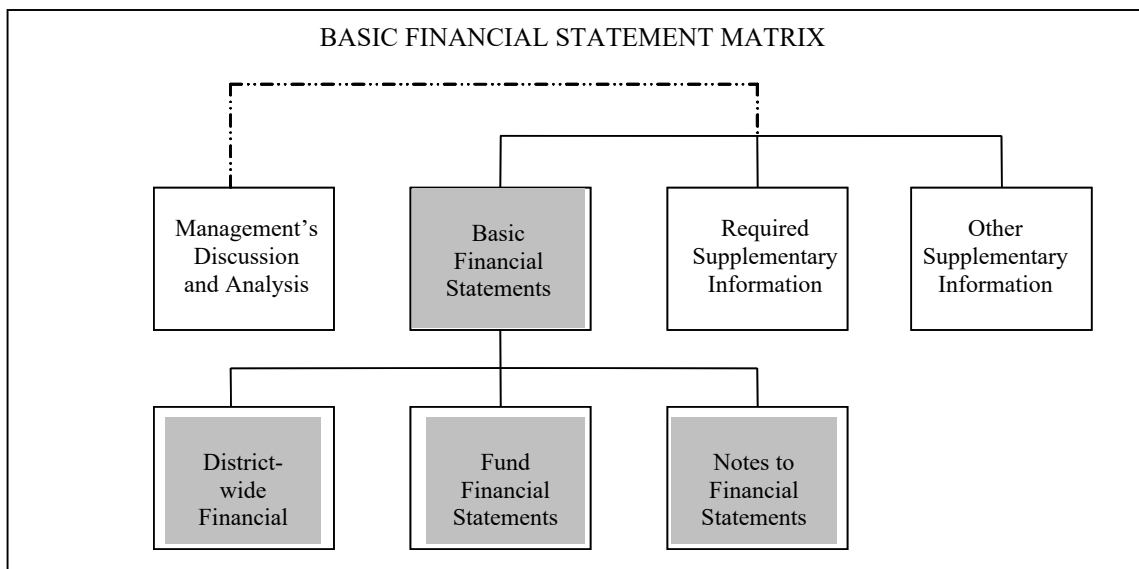 BASIC FINANCIAL STATEMENT MATRIX
Management’s
Discussion
and Analysis
Basic
Financial
Statements
Required
Supplementary
Information
Other
Supplementary
Information
District-
wide
Financial
Fund
Financial
Statements
Notes to
Financial
Statements